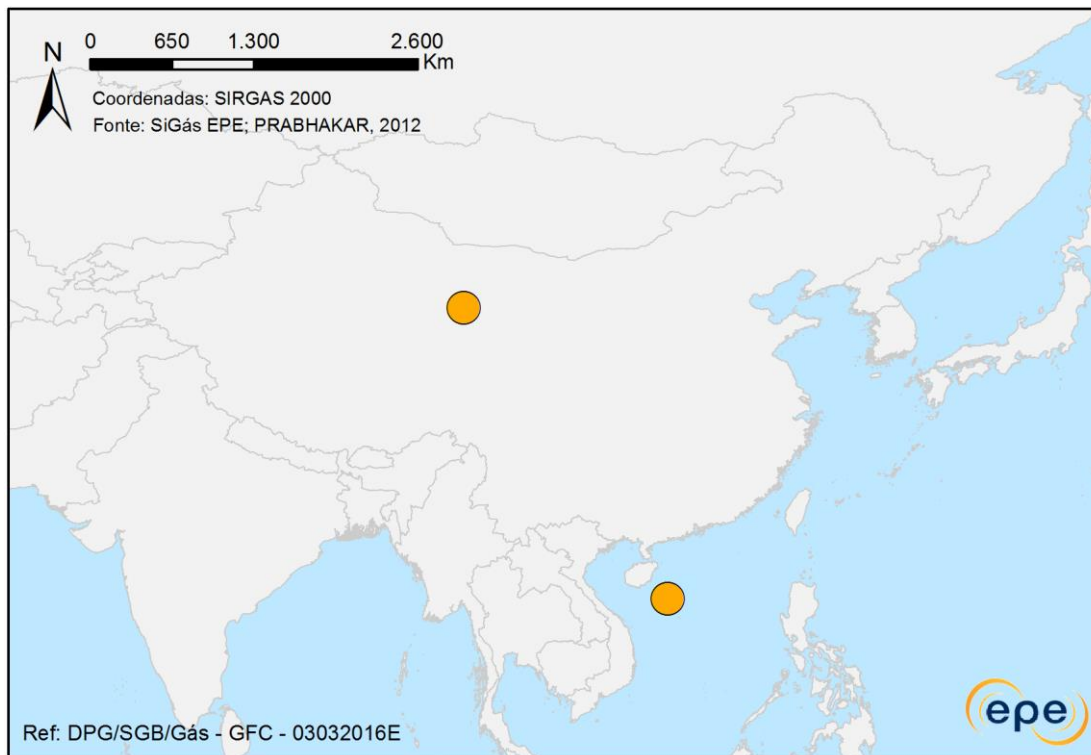 0 650 1.300 2.600
Km
N
Coordenadas: SIRGAS 2000
Fonte: SiGás EPE; PRABHAKAR, 2012
epe
Ref: DPG/SGB/Gás - GFC - 03032016E